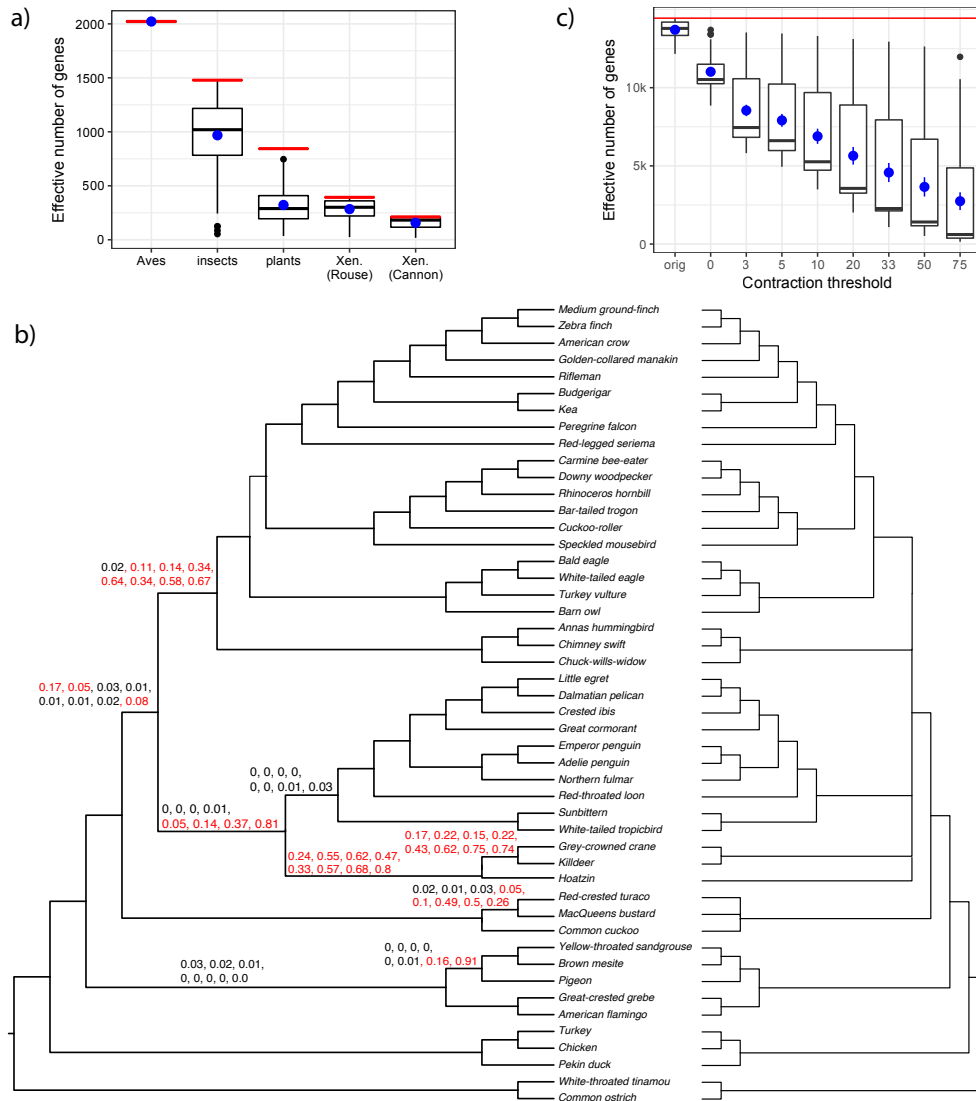 a)
Effective number of genes
2000
1500
1000
500
0
Aves
insects
plants
Xen.
(Rouse)
Xen.
(Cannon)
c)
Effective number of genes
10k
5k
0
orig
0
3
5
10
20
33
50
75
Contraction threshold
b)
Medium ground-finch
Zebra finch
American crow
Golden-collared manakin
Rifleman
Budgerigar
Kea
Peregrine falcon
Red-legged seriema
Carmine bee-eater
Downy woodpecker
Rhinoceros hornbill
Bar-tailed trogon
Cuckoo-roller
Speckled mousebird
Bald eagle
White-tailed eagle
Turkey vulture
Barn owl
Annas hummingbird
Chimney swift
Chuck-wills-widow
Little egret
Dalmatian pelican
Crested ibis
Great cormorant
Emperor penguin
Adelie penguin
Northern fulmar
Red-throated loon
Sunbittern
White-tailed tropicbird
Grey-crowned crane
Killdeer
Hoatzin
Red-crested turaco
MacQueens bustard
Common cuckoo
Yellow-throated sandgrouse
Brown mesite
Pigeon
Great-crested grebe
American flamingo
Turkey
Chicken
Pekin duck
White-throated tinamou
Common ostrich
0.02, 0.11, 0.14, 0.34,
0.64, 0.34, 0.58, 0.67
0.17, 0.05, 0.03, 0.01,
0.01, 0.01, 0.02, 0.08
0, 0, 0, 0,
0, 0, 0.01, 0.03
0, 0, 0, 0.01,
0.05, 0.14, 0.37, 0.81
0.17, 0.22, 0.15, 0.22,
0.43, 0.62, 0.75, 0.74
0.24, 0.55, 0.62, 0.47,
0.33, 0.57, 0.68, 0.8
0.02, 0.01, 0.03, 0.05,
0.1, 0.49, 0.5, 0.26
0, 0, 0, 0,
0, 0.01, 0.16, 0.91
0.03, 0.02, 0.01,
0, 0, 0, 0, 0.0